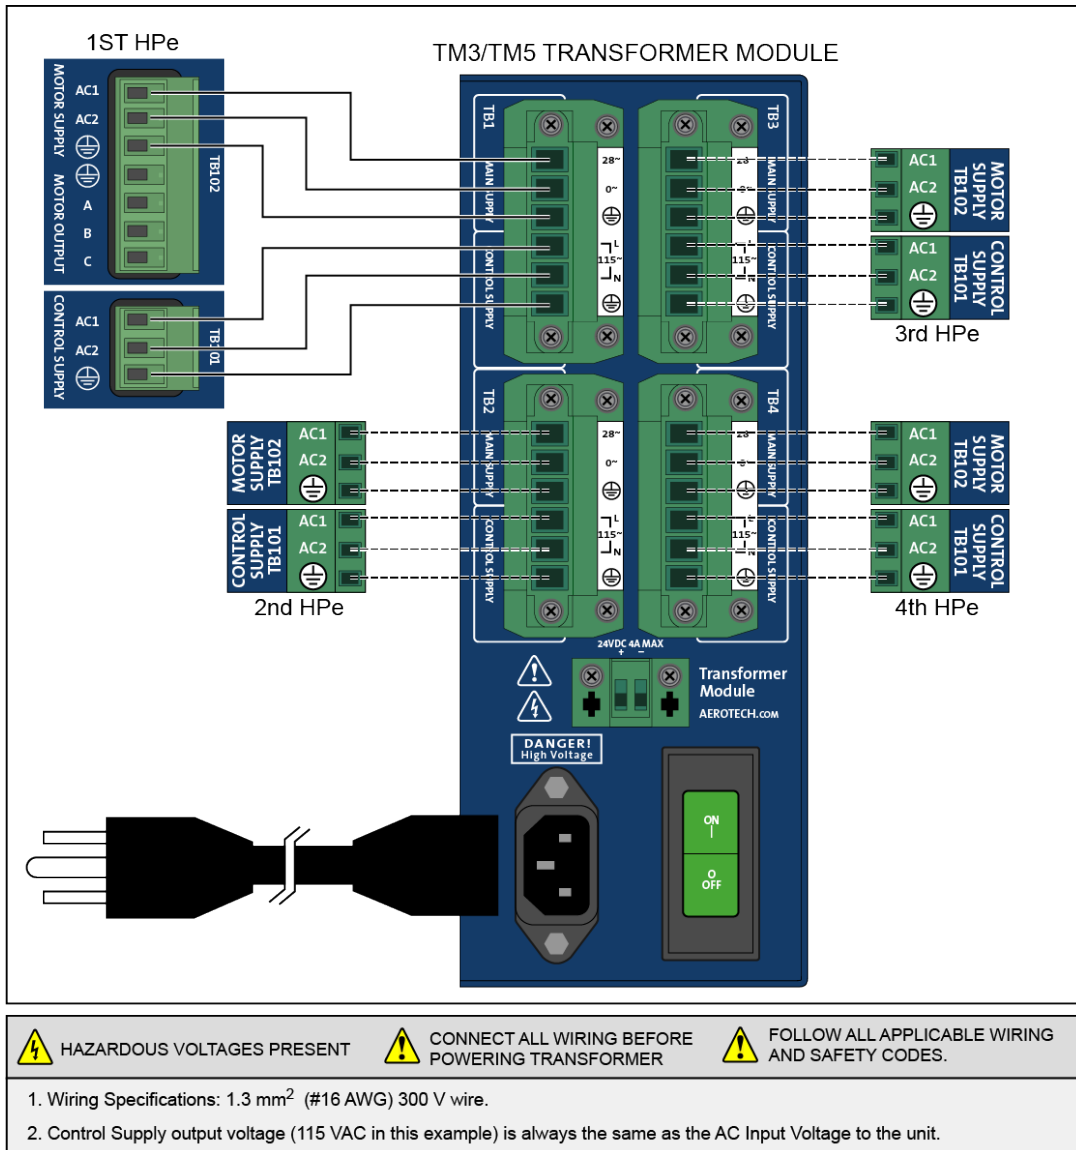 1ST HPe
TM3/TM5 TRANSFORMER MODULE
MOTOR SUPPLY
MOTOR OUTPUT
AC1
AC2
A
B
C
TB102
CONTROL SUPPLY
AC1
AC2
TB101
TB1
MAIN SUPPLY
CONTROL SUPPLY
28~
0~
L
115~
N
TB3
MAIN SUPPLY
CONTROL SUPPLY
28
0~
L
115~
N
AC1
AC2
MOTOR
SUPPLY
TB102
AC1
AC2
CONTROL
SUPPLY
TB101
3rd HPe
MOTOR
SUPPLY
TB102
AC1
AC2
CONTROL
SUPPLY
TB101
AC1
AC2
2nd HPe
TB2
MAIN SUPPLY
CONTROL SUPPLY
28~
0~
L
115~
N
TB4
MAIN SUPPLY
CONTROL SUPPLY
28
0~
L
115~
N
AC1
AC2
MOTOR
SUPPLY
TB102
AC1
AC2
CONTROL
SUPPLY
TB101
4th HPe
24VDC 4A MAX
+ –
Transformer
Module
AEROTECH.COM
DANGER!
High Voltage
ON
|
O
OFF
HAZARDOUS VOLTAGES PRESENT
CONNECT ALL WIRING BEFORE
POWERING TRANSFORMER
FOLLOW ALL APPLICABLE WIRING
AND SAFETY CODES.
1. Wiring Specifications: 1.3 mm² (#16 AWG) 300 V wire.
2. Control Supply output voltage (115 VAC in this example) is always the same as the AC Input Voltage to the unit.